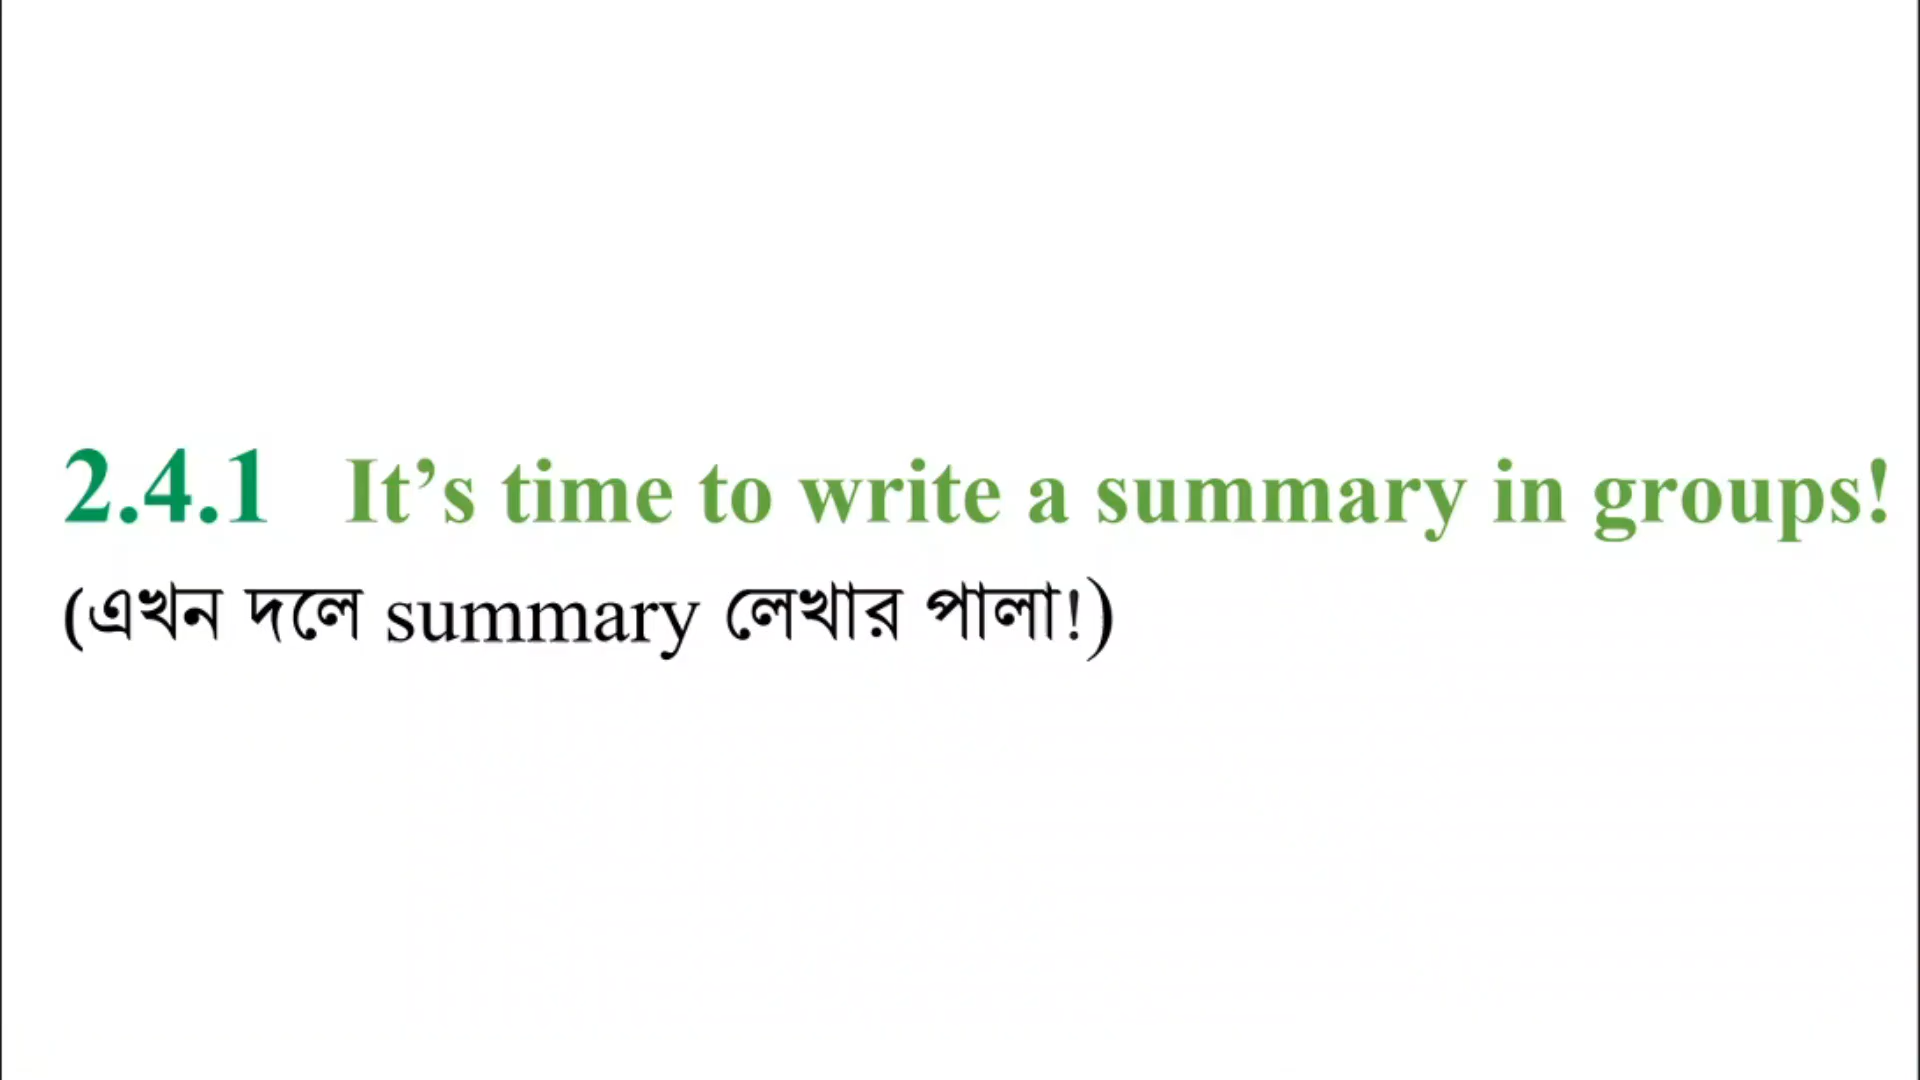 2.4.1 It’s time to write a summary in groups!
(এখন দলে summary লেখার পালা!)